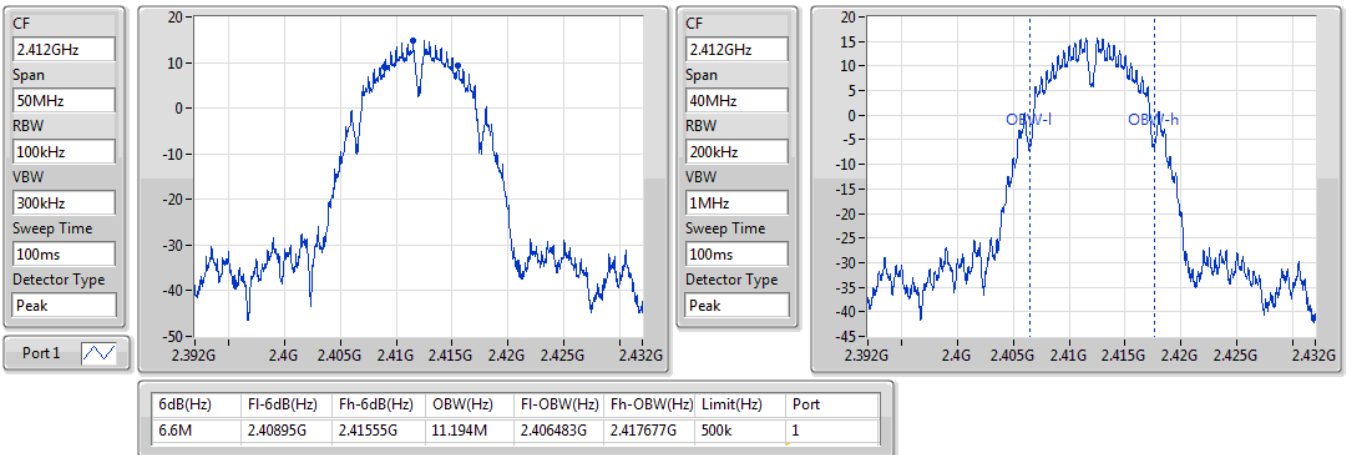 CF
2.412GHz
Span
50MHz
RBW
100kHz
VBW
300kHz
Sweep Time
100ms
Detector Type
Peak
Port 1
20
10
0
-10
-20
-30
-40
-50
2.392G 2.4G 2.405G 2.41G 2.415G 2.42G 2.425G 2.432G
CF
2.412GHz
Span
40MHz
RBW
200kHz
VBW
1MHz
Sweep Time
100ms
Detector Type
Peak
20
15
10
5
0
-5
-10
-15
-20
-25
-30
-35
-40
-45
OBW-l OBW-h
2.392G 2.4G 2.405G 2.41G 2.415G 2.42G 2.425G 2.432G
6dB(Hz) Fl-6dB(Hz) Fh-6dB(Hz) OBW(Hz) Fl-OBW(Hz) Fh-OBW(Hz) Limit(Hz) Port
6.6M 2.40895G 2.41555G 11.194M 2.406483G 2.417677G 500k 1